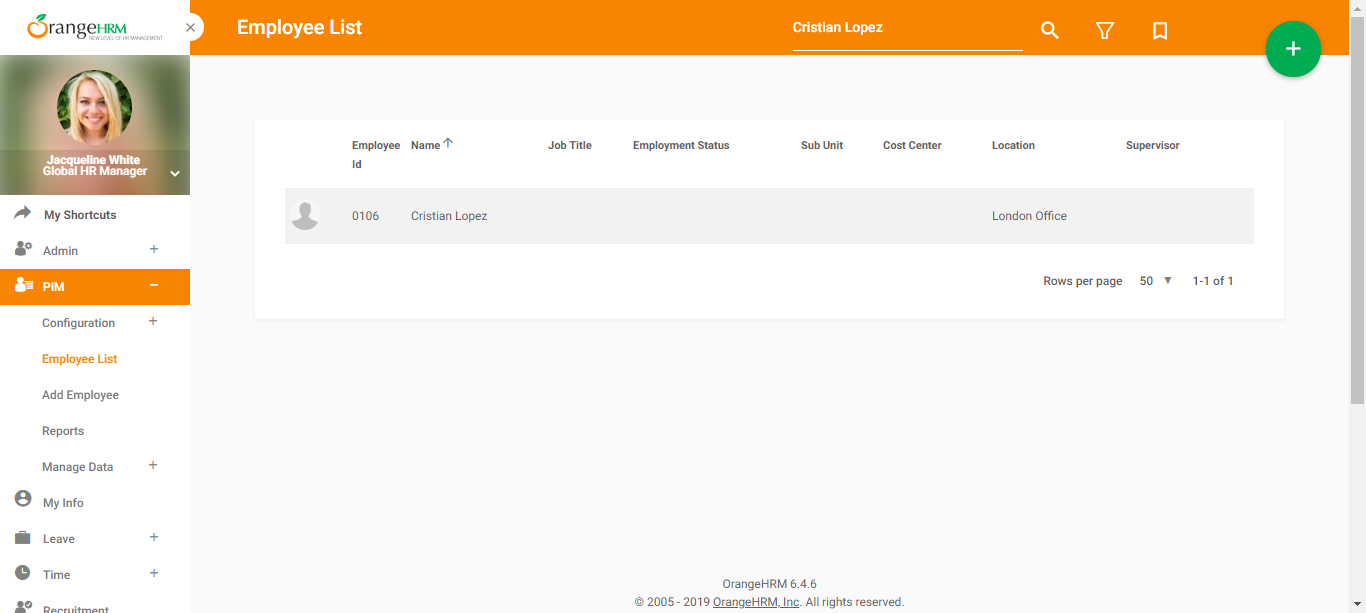 OrangeHRM
NEW LEVEL OF HR MANAGEMENT
Employee List
Cristian Lopez
Jacqueline White
Global HR Manager
My Shortcuts
Admin
PIM
Configuration
Employee List
Add Employee
Reports
Manage Data
My Info
Leave
Time
Recruitment
Employee Id Name Job Title Employment Status Sub Unit Cost Center Location Supervisor
0106 Cristian Lopez London Office
Rows per page 50 1-1 of 1
OrangeHRM 6.4.6
© 2005 - 2019 OrangeHRM, Inc. All rights reserved.